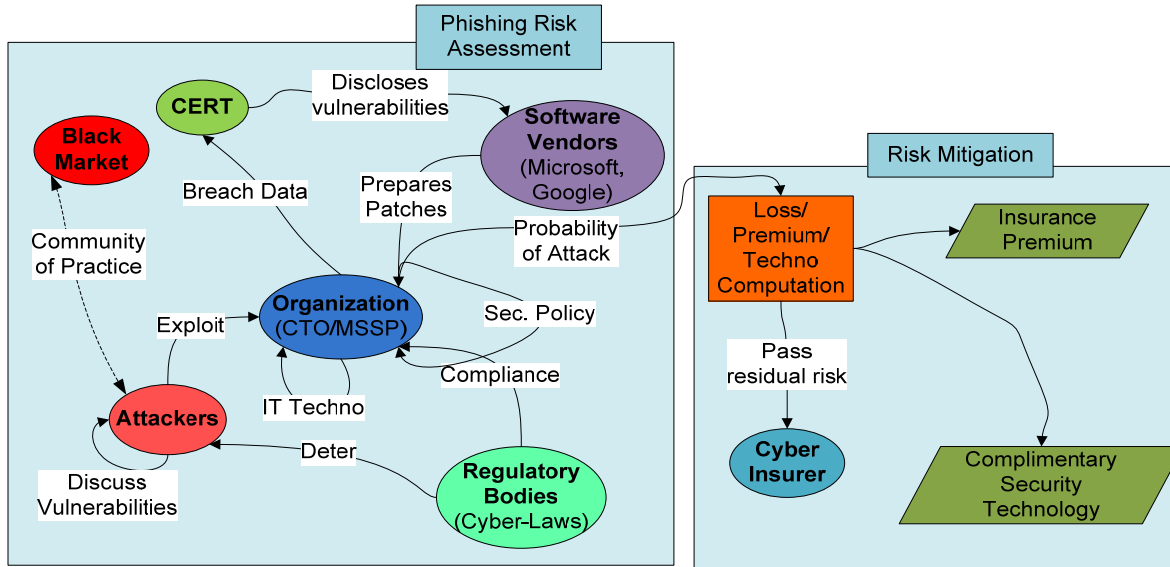 Phishing Risk
Assessment
Discloses
vulnerabilities
CERT
Software
Vendors
(Microsoft,
Google)
Black
Market
Breach Data
Prepares
Patches
Probability
of Attack
Community
of Practice
Organization
(CTO/MSSP)
Sec. Policy
Exploit
Compliance
IT Techno
Attackers
Deter
Discuss
Vulnerabilities
Regulatory
Bodies
(Cyber-Laws)
Risk Mitigation
Loss/
Premium/
Techno
Computation
Insurance
Premium
Pass
residual risk
Cyber
Insurer
Complimentary
Security
Technology